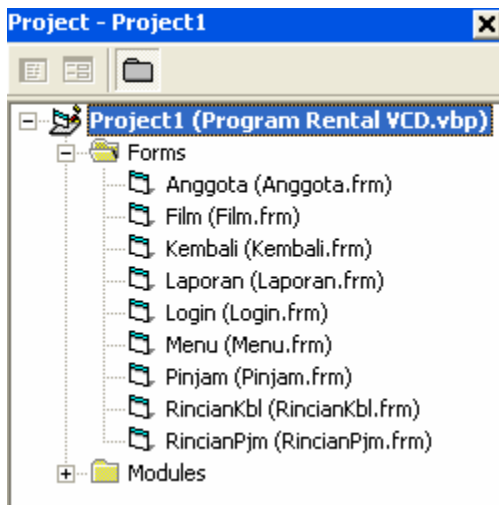 Project - Project1
Project1 (Program Rental VCD.vbp)
Forms
Anggota (Anggota.frm)
Film (Film.frm)
Kembali (Kembali.frm)
Laporan (Laporan.frm)
Login (Login.frm)
Menu (Menu.frm)
Pinjam (Pinjam.frm)
RincianKbl (RincianKbl.frm)
RincianPjm (RincianPjm.frm)
Modules